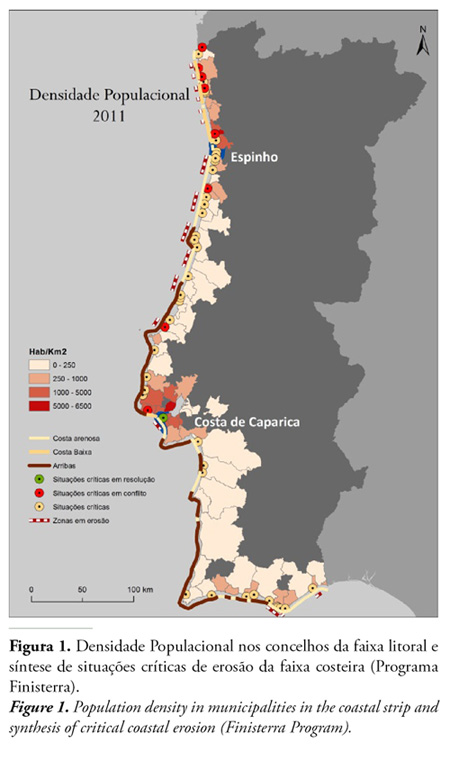 N
Densidade Populacional
2011
Espinho
Hab/Km2
0 - 250
250 - 1000
1000 - 5000
5000 - 6500
Costa de Caparica
Costa arenosa
Costa Baixa
Arribas
Situações críticas em resolução
Situações críticas em conflito
Situações críticas
Zonas em erosão
0 50 100 km
Figura 1. Densidade Populacional nos concelhos da faixa litoral e
síntese de situações críticas de erosão da faixa costeira (Programa
Finisterra).
Figure 1. Population density in municipalities in the coastal strip and
synthesis of critical coastal erosion (Finisterra Program).